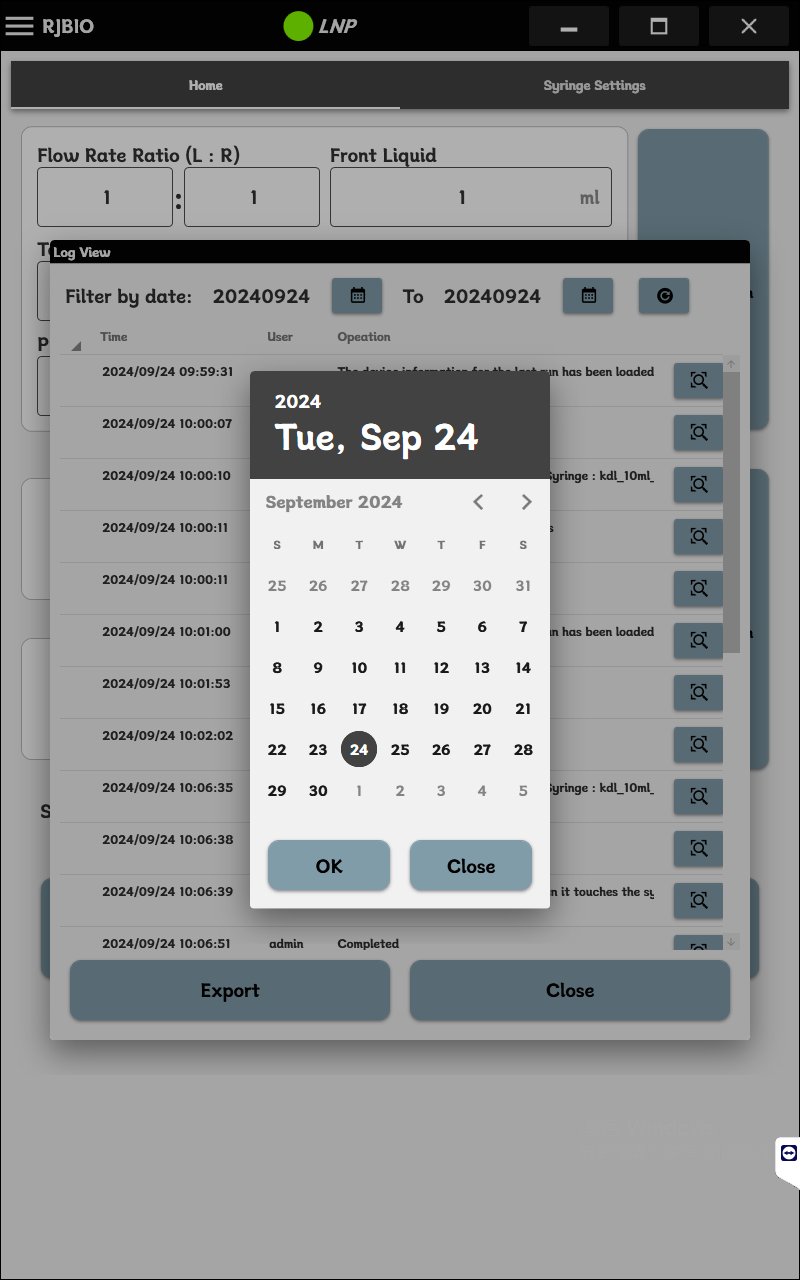 RJBIO
LNP
Home
Syringe Settings
Flow Rate Ratio (L : R)
Front Liquid
1
:
1
1
ml
Log View
Filter by date:
20240924
To
20240924
Time
User
Opeation
2024/09/24 09:59:31
un has been loaded
2024/09/24 10:00:07
2024/09/24 10:00:10
Syringe : kdl_10ml_
2024/09/24 10:00:11
2024/09/24 10:00:11
2024/09/24 10:01:00
un has been loaded
2024/09/24 10:01:53
2024/09/24 10:02:02
2024/09/24 10:06:35
Syringe : kdl_10ml_
2024/09/24 10:06:38
2024/09/24 10:06:39
n it touches the sy
2024/09/24 10:06:51
admin
Completed
2024
Tue, Sep 24
September 2024
S M T W T F S
25 26 27 28 29 30 31
1 2 3 4 5 6 7
8 9 10 11 12 13 14
15 16 17 18 19 20 21
22 23 24 25 26 27 28
29 30 1 2 3 4 5
OK
Close
Export
Close